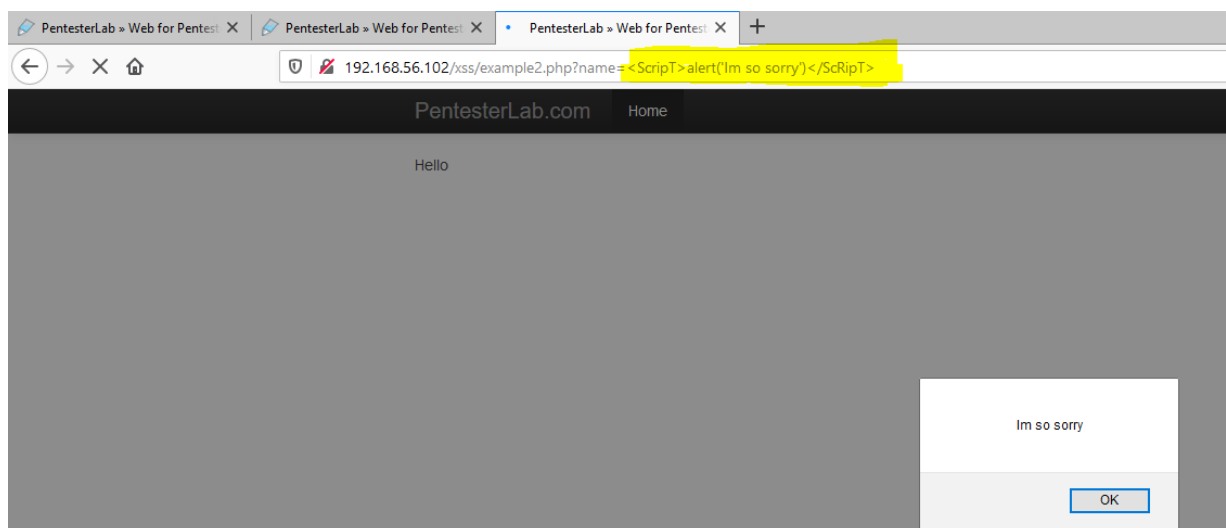 PentesterLab » Web for Pentest PentesterLab » Web for Pentest PentesterLab » Web for Pentest
192.168.56.102/xss/example2.php?name=<ScripT>alert('Im so sorry')</ScRipT>
PentesterLab.com Home
Hello
Im so sorry
OK